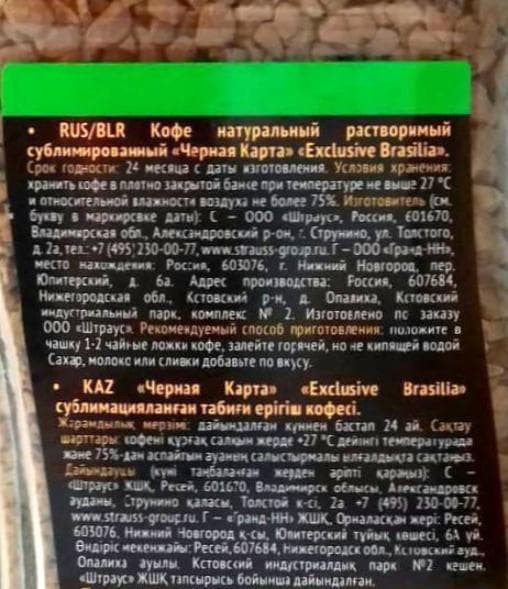 • RUS/BLR Кофе натуральный растворимый
сублимированный «Черная Карта» «Exclusive Brasilia».
Срок годности: 24 месяца с даты изготовления. Условия хранения:
хранить кофе в плотно закрытой банке при температуре не выше 27 °C
и относительной влажности воздуха не более 75%. Изготовитель (см.
букву в маркировке даты): С – ООО «Штраус», Россия, 601670,
Владимирская обл., Александровский р-он, г. Струнино, ул. Толстого,
д. 2а, тел.: +7 (495) 230-00-77, www.strauss-group.ru. Г – ООО «Гранд-НН»,
место нахождения: Россия, 603076, г. Нижний Новгород, пер.
Юпитерский, д. 6а. Адрес производства: Россия, 607684,
Нижегородская обл., Кстовский р-н, д. Опалиха, Кстовский
индустриальный парк, комплекс № 2. Изготовлено по заказу
ООО «Штраус». Рекомендуемый способ приготовления: положите в
чашку 1-2 чайные ложки кофе, залейте горячей, но не кипящей водой
Сахар, молоко или сливки добавьте по вкусу.
• KAZ «Черная Карта» «Exclusive Brasilia»
сублимацияланған табиғи ерігіш кофесі.
Жарамдылық мерзімі: дайындалған күннен бастап 24 ай. Сақтау
шарттары: кофені құрғақ салқын жерде +27 °C дейінгі температурада
және 75%-дан аспайтын ауаның салыстырмалы ылғалдықта сақтаңыз.
Дайындаушы (күні таңбаланған жерден әріпті қараңыз): С –
«Штраус» ЖШҚ, Ресей, 601670, Владимирск облысы, Александровск
ауданы, Струнино қаласы, Толстой к-сі, 2а +7 (495) 230-00-77,
www.strauss-group.ru. Г – «Гранд-НН» ЖШҚ, Орналасқан жері: Ресей,
603076, Нижний Новгород қ-сы, Юпитерский тұйық көшесі, 6А үй.
Өндіріс мекенжайы: Ресей, 607684, Нижегородск обл., Кстовский ауд.,
Опалиха ауылы, Кстовский индустриалдық парк №2 кешен.
«Штраус» ЖШҚ тапсырысы бойынша дайындалған.